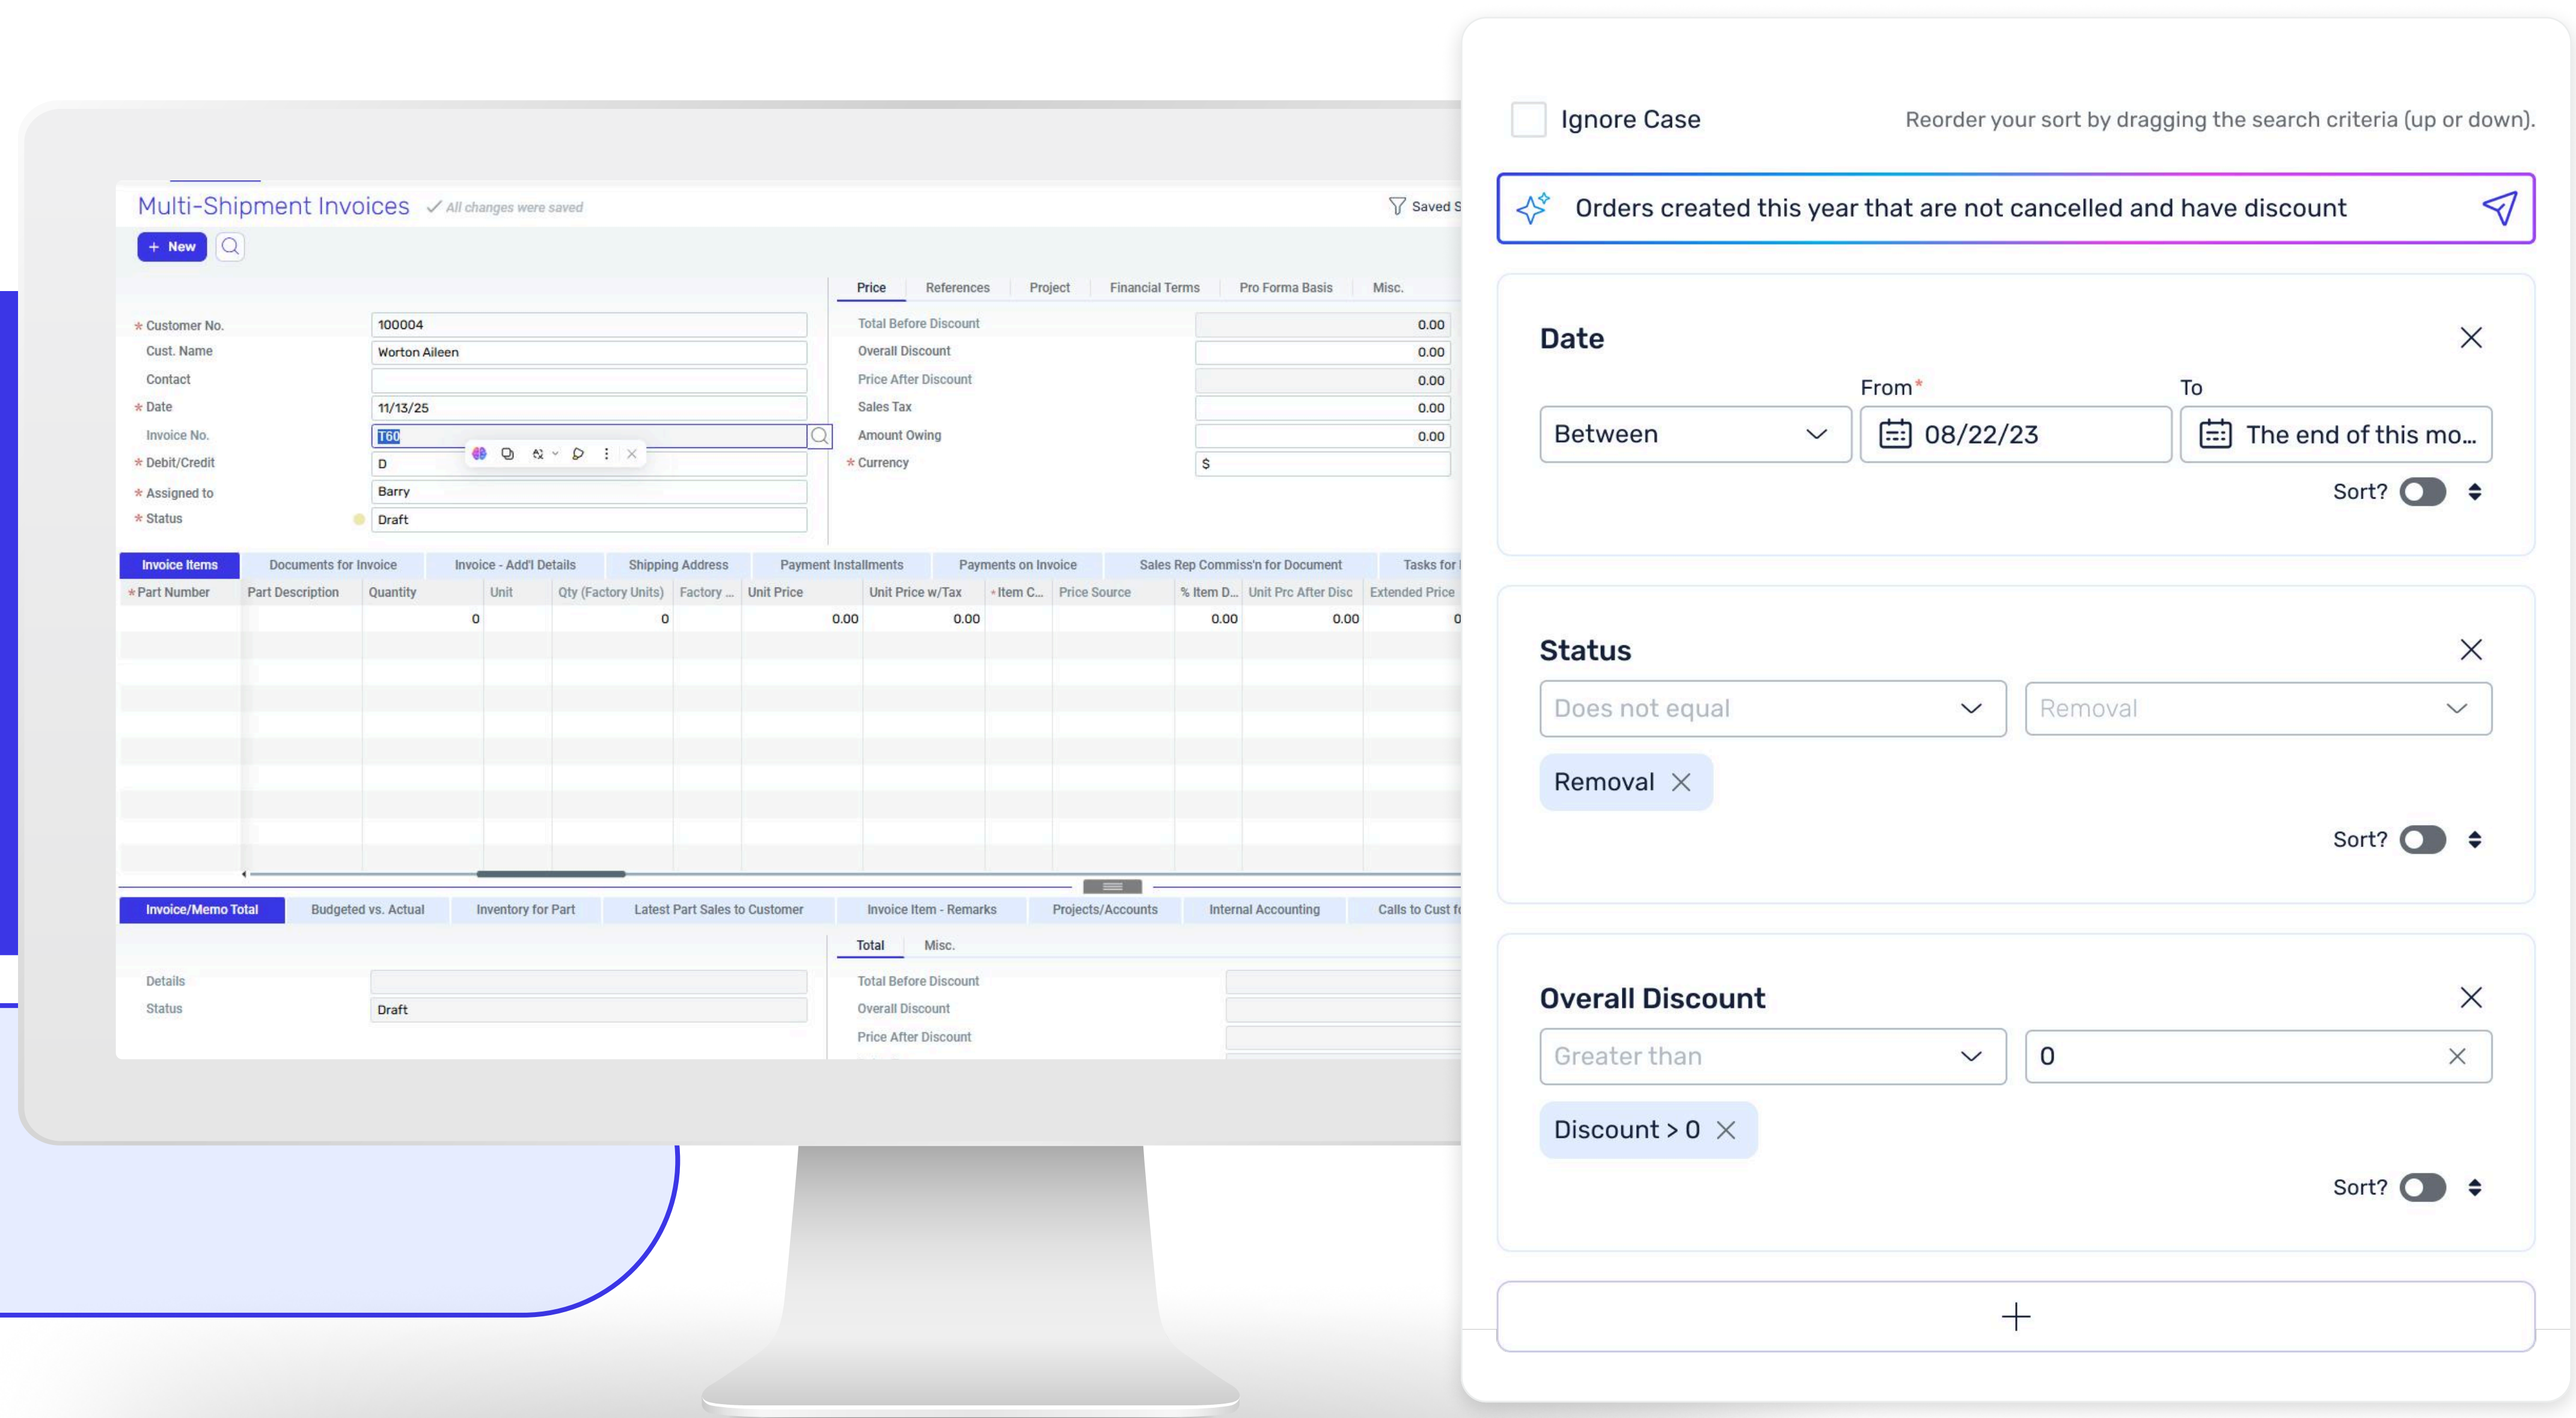 Multi-Shipment Invoices
All changes were saved
Saved S
+ New
* Customer No. 100004
Cust. Name Worton Aileen
Contact
* Date 11/13/25
Invoice No. T60
* Debit/Credit D
* Assigned to Barry
* Status Draft
Price References Project Financial Terms Pro Forma Basis Misc.
Total Before Discount 0.00
Overall Discount 0.00
Price After Discount 0.00
Sales Tax 0.00
Amount Owing 0.00
* Currency $
Invoice Items Documents for Invoice Invoice - Add'l Details Shipping Address Payment Installments Payments on Invoice Sales Rep Commiss'n for Document Tasks for
* Part Number Part Description Quantity Unit Qty (Factory Units) Factory ... Unit Price Unit Price w/Tax * Item C... Price Source % Item D... Unit Prc After Disc Extended Price
0 0 0.00 0.00 0.00 0.00 0
Invoice/Memo Total Budgeted vs. Actual Inventory for Part Latest Part Sales to Customer Invoice Item - Remarks Projects/Accounts Internal Accounting Calls to Cust fo
Details
Status Draft
Total Misc.
Total Before Discount
Overall Discount
Price After Discount
Ignore Case
Reorder your sort by dragging the search criteria (up or down).
Orders created this year that are not cancelled and have discount
Date
From* To
Between 08/22/23 The end of this mo...
Sort?
Status
Does not equal Removal
Removal
Sort?
Overall Discount
Greater than 0
Discount > 0
Sort?